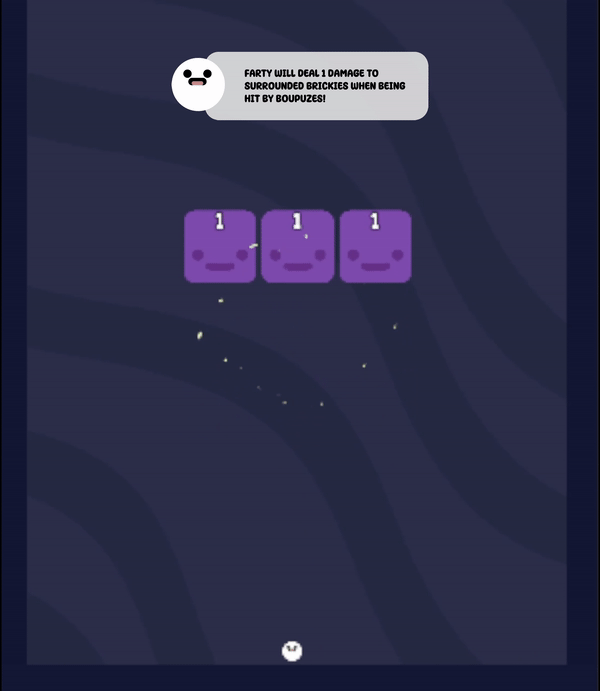 FARTY WILL DEAL 1 DAMAGE TO
SURROUNDED BRICKIES WHEN BEING
HIT BY BOUPUZES!
1 1 1